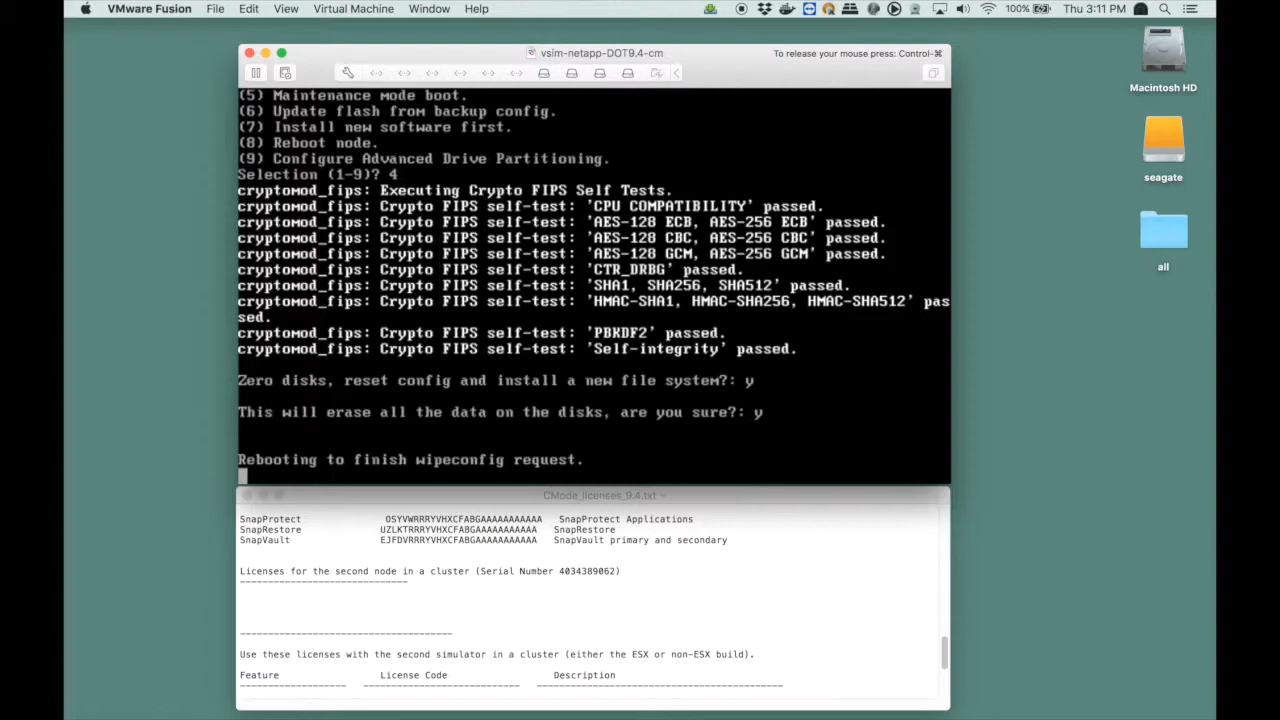 VMware Fusion File Edit View Virtual Machine Window Help 100% Thu 3:11 PM
vsim-netapp-DOT9.4-cm To release your mouse press: Control-⌘
Macintosh HD
seagate
all
(5) Maintenance mode boot.
(6) Update flash from backup config.
(7) Install new software first.
(8) Reboot node.
(9) Configure Advanced Drive Partitioning.
Selection (1-9)? 4
cryptomod_fips: Executing Crypto FIPS Self Tests.
cryptomod_fips: Crypto FIPS self-test: 'CPU COMPATIBILITY' passed.
cryptomod_fips: Crypto FIPS self-test: 'AES-128 ECB, AES-256 ECB' passed.
cryptomod_fips: Crypto FIPS self-test: 'AES-128 CBC, AES-256 CBC' passed.
cryptomod_fips: Crypto FIPS self-test: 'AES-128 GCM, AES-256 GCM' passed.
cryptomod_fips: Crypto FIPS self-test: 'CTR_DRBG' passed.
cryptomod_fips: Crypto FIPS self-test: 'SHA1, SHA256, SHA512' passed.
cryptomod_fips: Crypto FIPS self-test: 'HMAC-SHA1, HMAC-SHA256, HMAC-SHA512' pas
sed.
cryptomod_fips: Crypto FIPS self-test: 'PBKDF2' passed.
cryptomod_fips: Crypto FIPS self-test: 'Self-integrity' passed.
Zero disks, reset config and install a new file system?: y
This will erase all the data on the disks, are you sure?: y
Rebooting to finish wipeconfig request.
CMode_licenses_9.4.txt
SnapProtect OSYVWRRRYVHXCFABGAAAAAAAAAAA SnapProtect Applications
SnapRestore UZLKTRRRYVHXCFABGAAAAAAAAAAA SnapRestore
SnapVault EJFDVRRRYVHXCFABGAAAAAAAAAAA SnapVault primary and secondary
Licenses for the second node in a cluster (Serial Number 4034389062)
-----------------------------
-------------------------------------
Use these licenses with the second simulator in a cluster (either the ESX or non-ESX build).
Feature License Code Description
------------------ --------------------------- ------------------------------------------